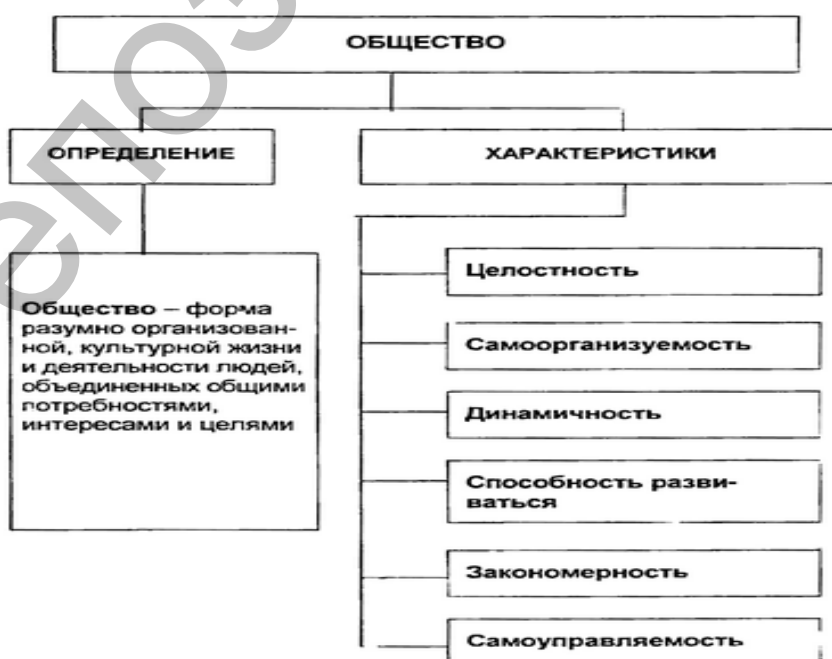 ОБЩЕСТВО
ОПРЕДЕЛЕНИЕ
ХАРАКТЕРИСТИКИ
Общество – форма
разумно организован-
ной, культурной жизни
и деятельности людей,
объединенных общими
потребностями,
интересами и целями
Целостность
Самоорганизуемость
Динамичность
Способность разви-
ваться
Закономерность
Самоуправляемость